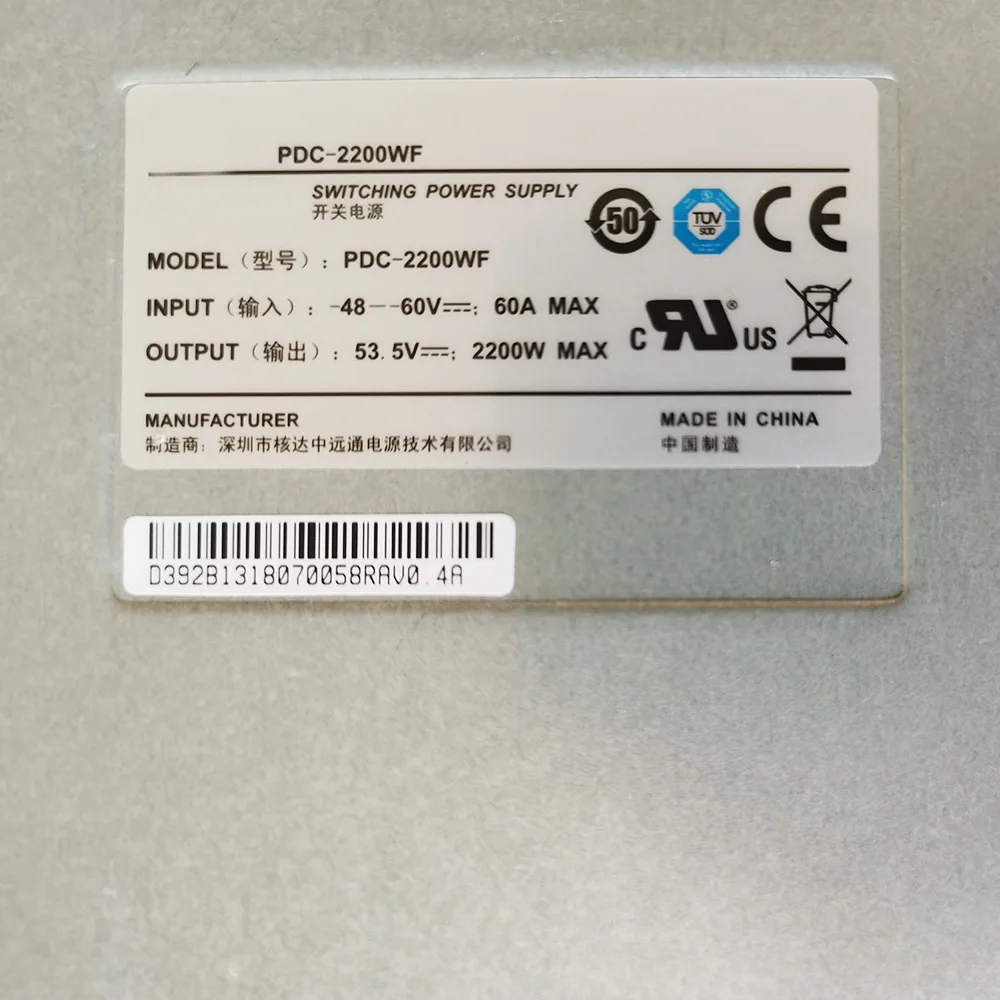 PDC-2200WF
SWITCHING POWER SUPPLY
开关电源
50
TÜV
SÜD
CE
MODEL（型号）：PDC-2200WF
INPUT（输入）：-48--60V⎓; 60A MAX
OUTPUT（输出）：53.5V⎓; 2200W MAX
C RU® US
MANUFACTURER
制造商：深圳市核达中远通电源技术有限公司
MADE IN CHINA
中国制造
D392B1318070058RAV0.4A